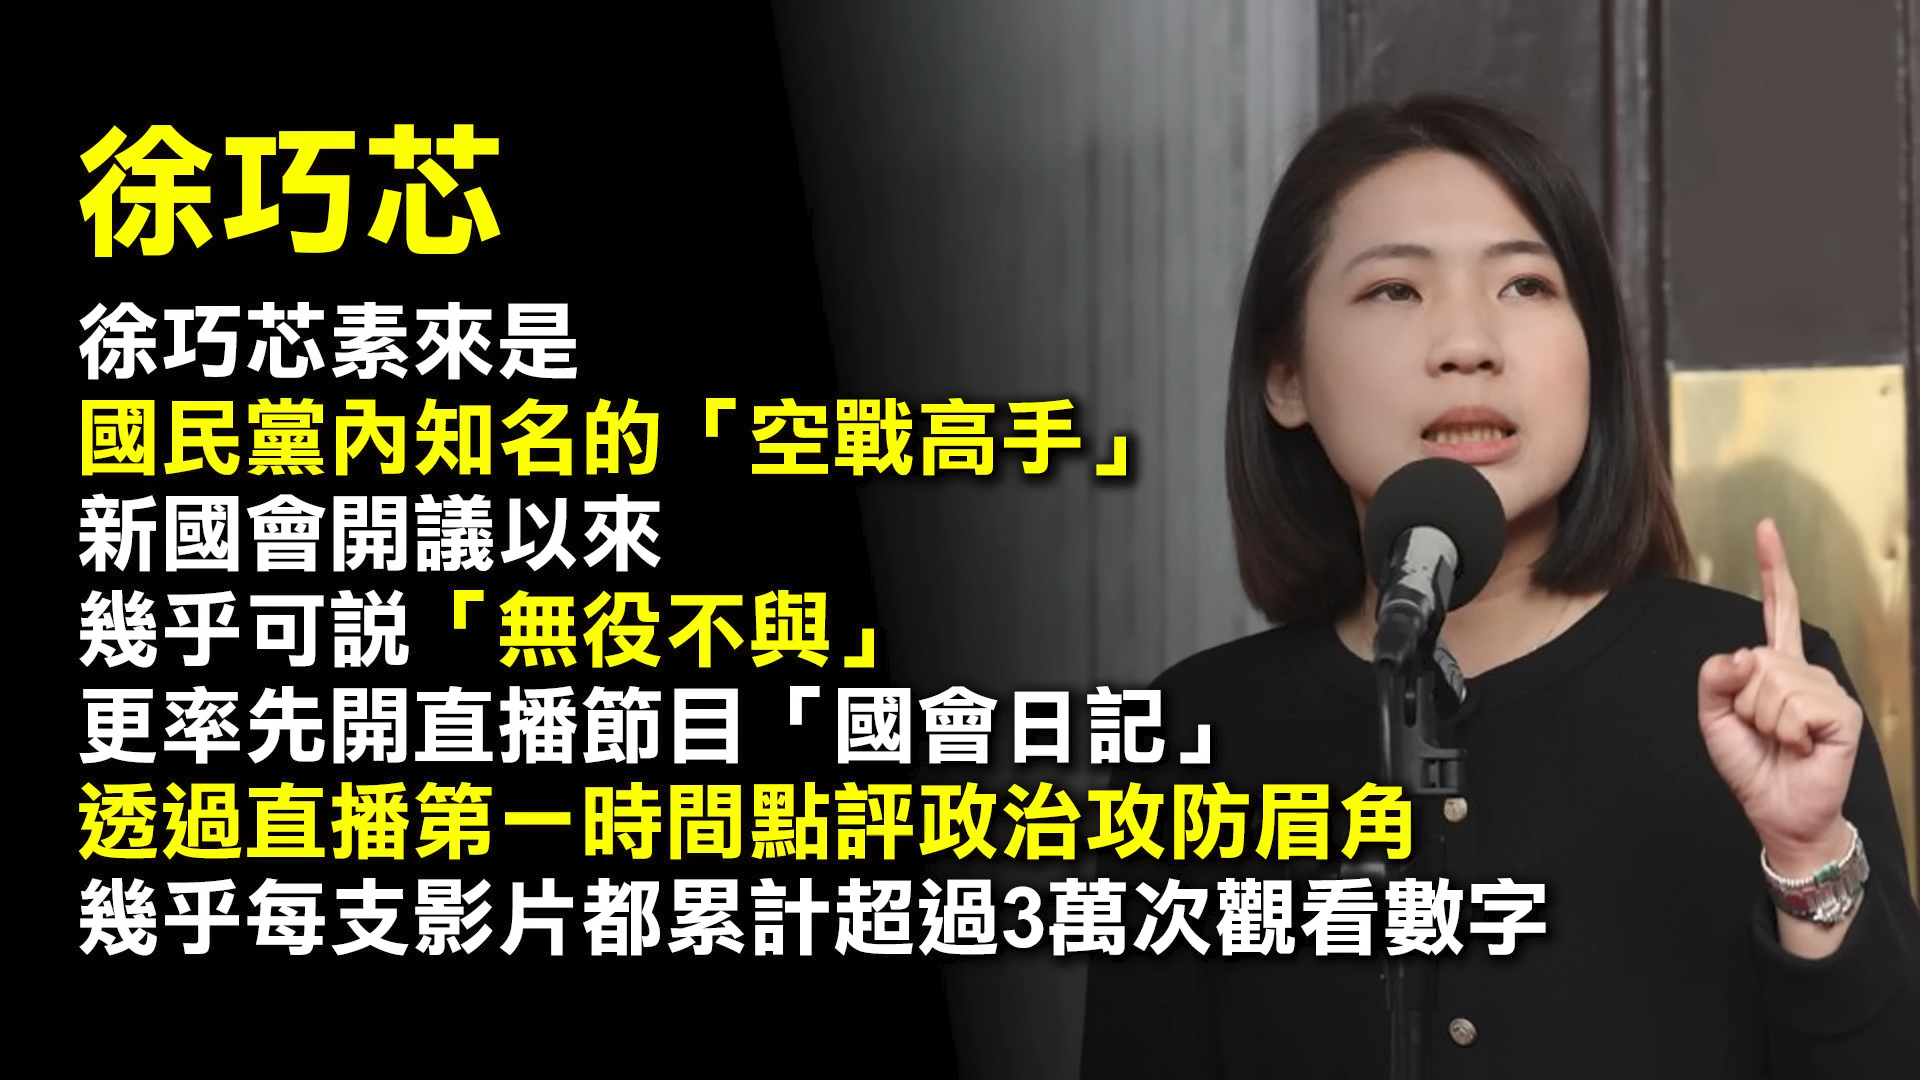 徐巧芯
徐巧芯素來是
國民黨內知名的「空戰高手」
新國會開議以來
幾乎可說「無役不與」
更率先開直播節目「國會日記」
透過直播第一時間點評政治攻防眉角
幾乎每支影片都累計超過3萬次觀看數字